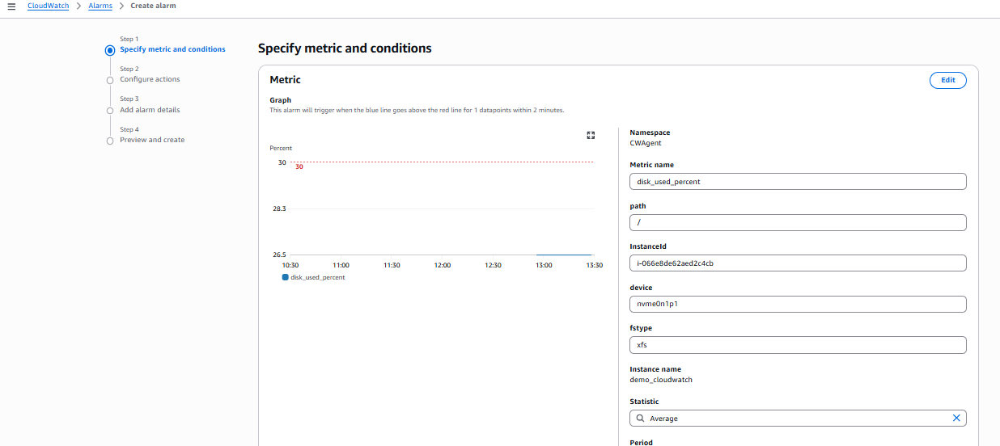 CloudWatch > Alarms > Create alarm
Step 1
Specify metric and conditions
Step 2
Configure actions
Step 3
Add alarm details
Step 4
Preview and create
Specify metric and conditions
Metric
Edit
Graph
This alarm will trigger when the blue line goes above the red line for 1 datapoints within 2 minutes.
Percent
30
30
28.3
26.5
10:30 11:00 11:30 12:00 12:30 13:00 13:30
disk_used_percent
Namespace
CWAgent
Metric name
disk_used_percent
path
/
InstanceId
i-066e8de62aed2c4cb
device
nvme0n1p1
fstype
xfs
Instance name
demo_cloudwatch
Statistic
Average
Period